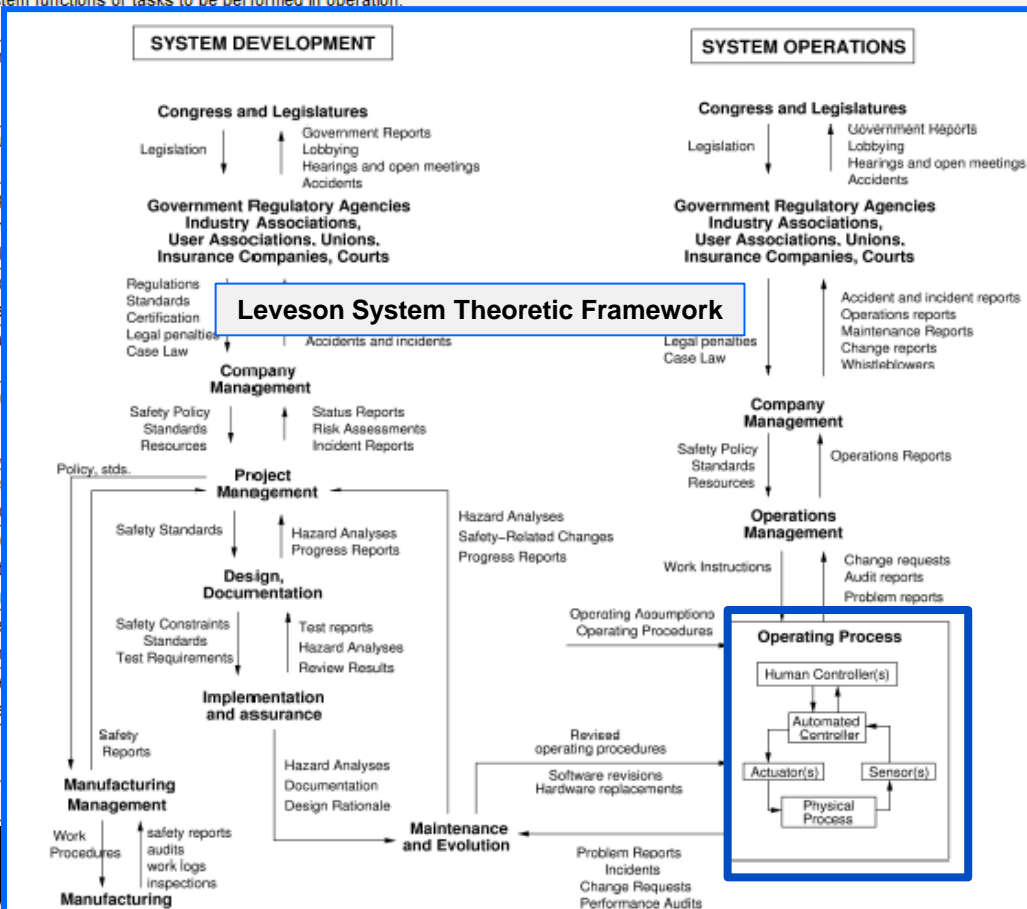 stem functions or tasks to be performed in operation.
SYSTEM DEVELOPMENT
Congress and Legislatures
Legislation
Government Reports
Lobbying
Hearings and open meetings
Accidents
Government Regulatory Agencies
Industry Associations,
User Associations, Unions,
Insurance Companies, Courts
Regulations
Standards
Certification
Legal penalties
Case Law
Accidents and incidents
Company
Management
Safety Policy
Standards
Resources
Status Reports
Risk Assessments
Incident Reports
Policy, stds.
Project
Management
Safety Standards
Hazard Analyses
Progress Reports
Design,
Documentation
Safety Constraints
Standards
Test Requirements
Test reports
Hazard Analyses
Review Results
Implementation
and assurance
Safety
Reports
Hazard Analyses
Documentation
Design Rationale
Manufacturing
Management
Work
Procedures
safety reports
audits
work logs
inspections
Manufacturing
Leveson System Theoretic Framework
Hazard Analyses
Safety-Related Changes
Progress Reports
Maintenance
and Evolution
SYSTEM OPERATIONS
Congress and Legislatures
Legislation
Government Reports
Lobbying
Hearings and open meetings
Accidents
Government Regulatory Agencies
Industry Associations,
User Associations, Unions,
Insurance Companies, Courts
Legal penalties
Case Law
Accident and incident reports
Operations reports
Maintenance Reports
Change reports
Whistleblowers
Company
Management
Safety Policy
Standards
Resources
Operations Reports
Operations
Management
Work Instructions
Change requests
Audit reports
Problem reports
Operating Assumptions
Operating Procedures
Operating Process
Human Controller(s)
Automated
Controller
Actuator(s)
Sensor(s)
Physical
Process
Revised
operating procedures
Software revisions
Hardware replacements
Problem Reports
Incidents
Change Requests
Performance Audits